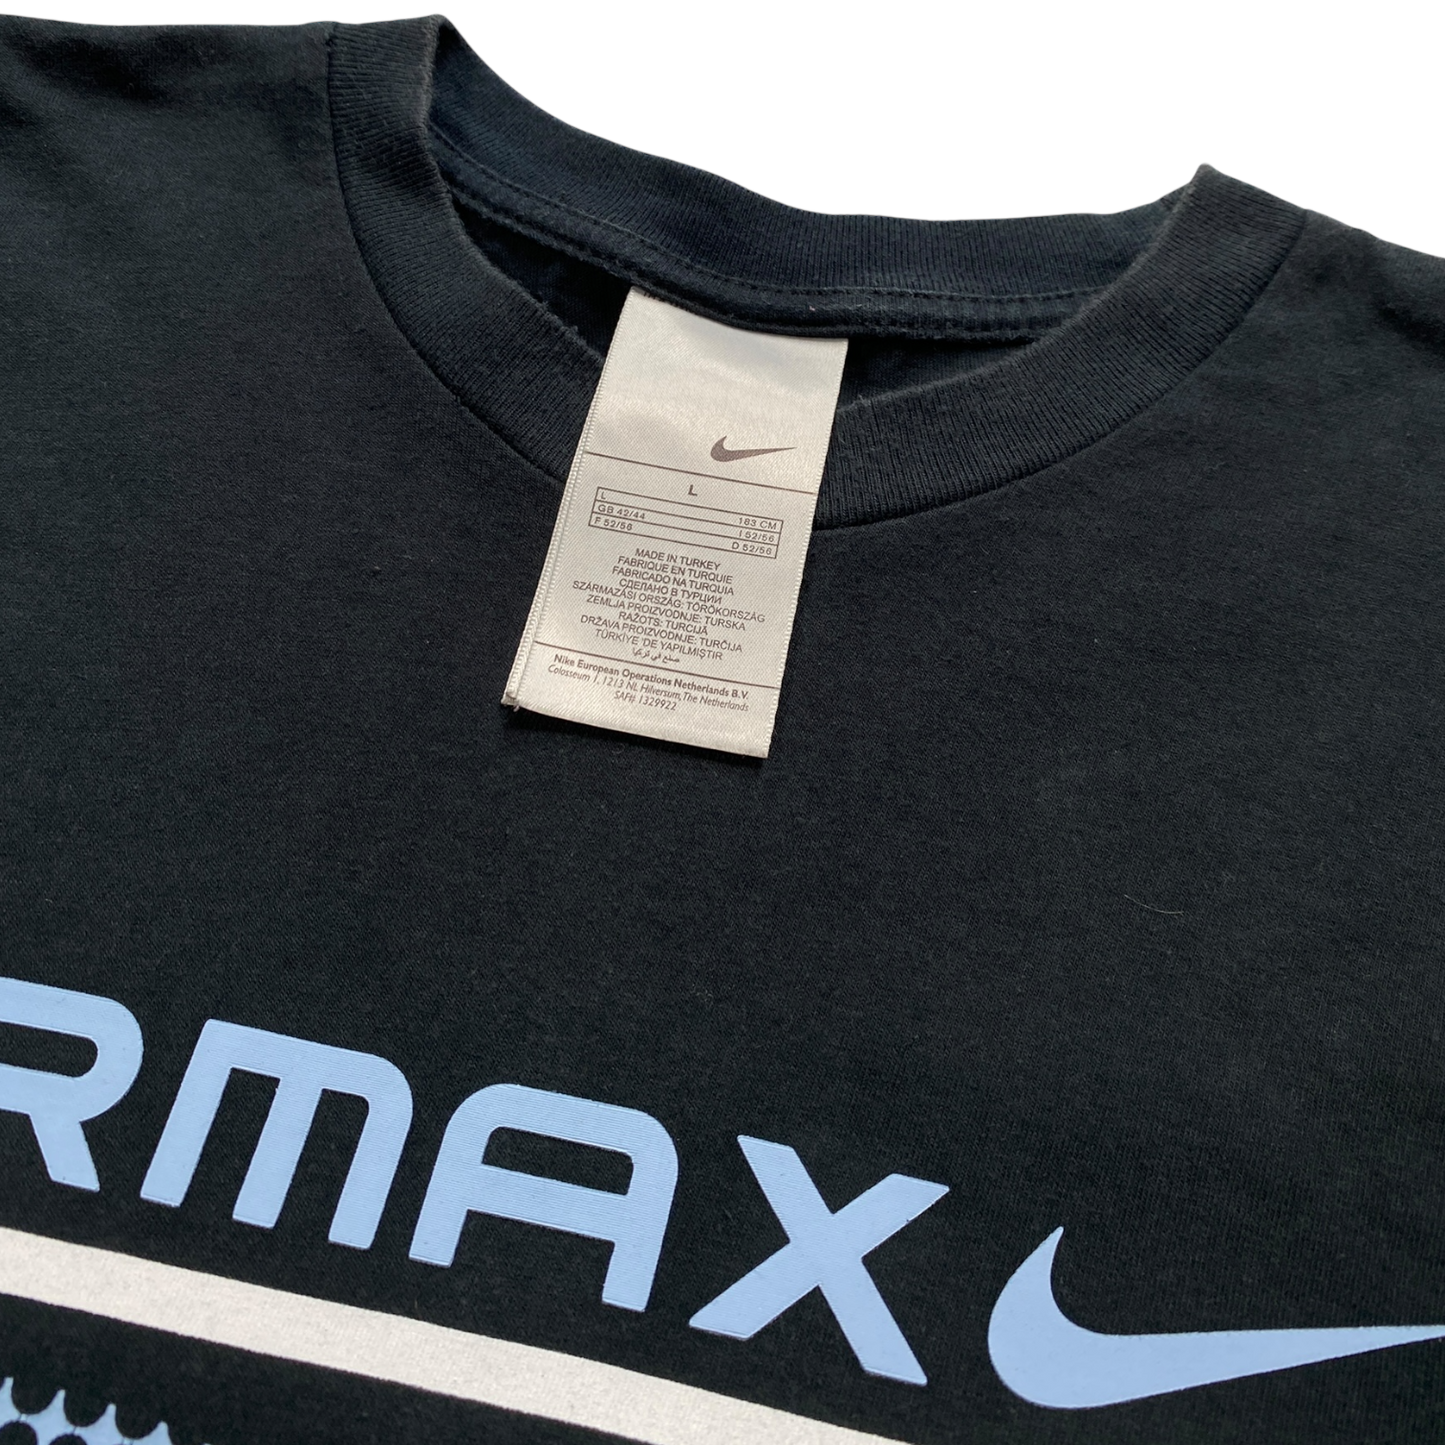 L
L 183 CM
GB 42/44 I 52/56
F 52/56 D 52/56
MADE IN TURKEY
FABRIQUE EN TURQUIE
FABRICADO NA TURQUIA
СДЕЛАНО В ТУРЦИИ
SZÁRMAZÁSI ORSZÁG: TÖRÖKORSZÁG
ZEMLJA PROIZVODNJE: TURSKA
RAŽOTS: TURCIJĀ
DRŽAVA PROIZVODNJE: TURČIJA
TÜRKİYE 'DE YAPILMIŞTIR
صنع في تركيا
Nike European Operations Netherlands B.V.
Colosseum 1, 1213 NL Hilversum, The Netherlands
SAF# 1329922
RMAX